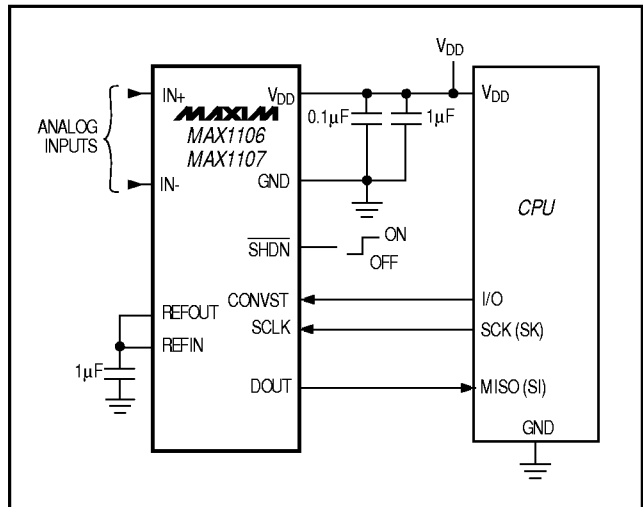 VDD
IN+
VDD
VDD
MAXIM
0.1µF
1µF
ANALOG
INPUTS
MAX1106
MAX1107
IN-
GND
CPU
SHDN
ON
OFF
CONVST
I/O
REFOUT
SCLK
SCK (SK)
REFIN
1µF
DOUT
MISO (SI)
GND